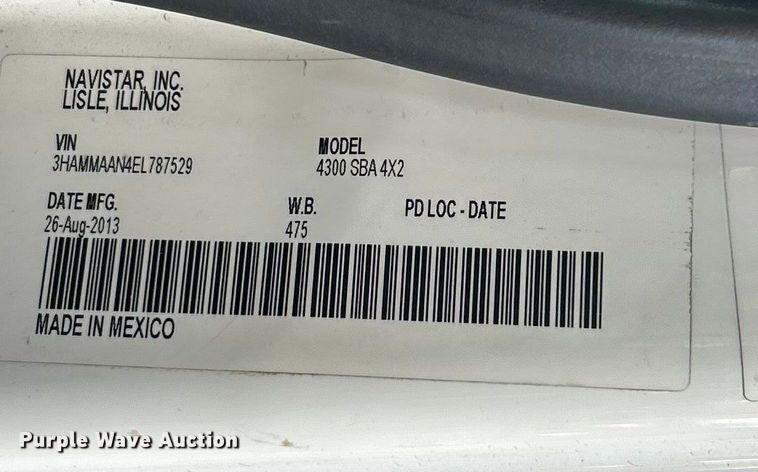 NAVISTAR, INC.
LISLE, ILLINOIS
VIN MODEL
3HAMMAAN4EL787529 4300 SBA 4X2
DATE MFG. W.B. PD LOC - DATE
26-Aug-2013 475
MADE IN MEXICO
Purple Wave Auction